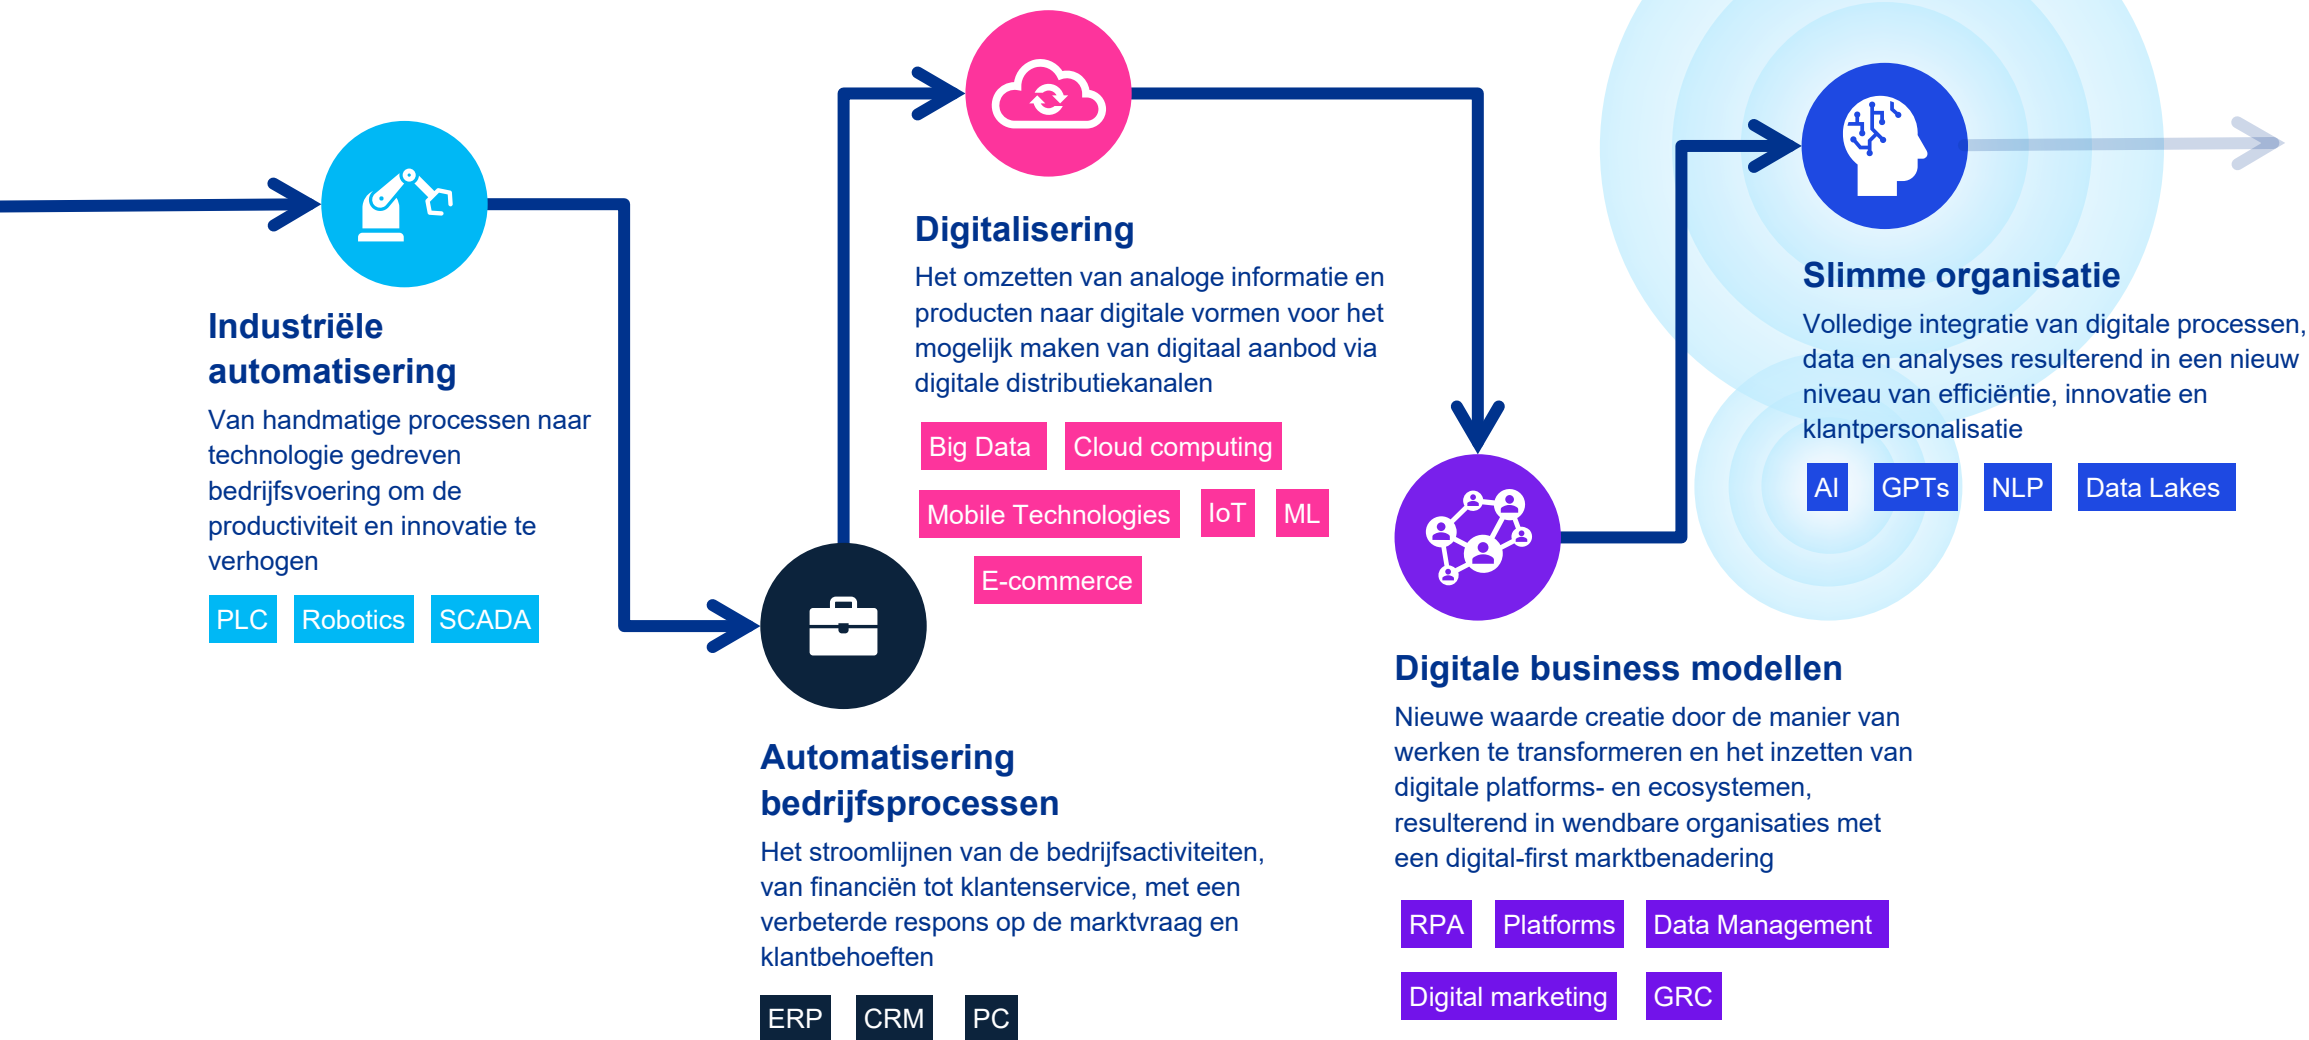 Industriële
automatisering
Van handmatige processen naar
technologie gedreven
bedrijfsvoering om de
productiviteit en innovatie te
verhogen
PLC Robotics SCADA
Automatisering
bedrijfsprocessen
Het stroomlijnen van de bedrijfsactiviteiten,
van financiën tot klantenservice, met een
verbeterde respons op de marktvraag en
klantbehoeften
ERP CRM PC
Digitalisering
Het omzetten van analoge informatie en
producten naar digitale vormen voor het
mogelijk maken van digitaal aanbod via
digitale distributiekanalen
Big Data Cloud computing
Mobile Technologies IoT ML
E-commerce
Digitale business modellen
Nieuwe waarde creatie door de manier van
werken te transformeren en het inzetten van
digitale platforms- en ecosystemen,
resulterend in wendbare organisaties met
een digital-first marktbenadering
RPA Platforms Data Management
Digital marketing GRC
Slimme organisatie
Volledige integratie van digitale processen,
data en analyses resulterend in een nieuw
niveau van efficiëntie, innovatie en
klantpersonalisatie
AI GPTs NLP Data Lakes